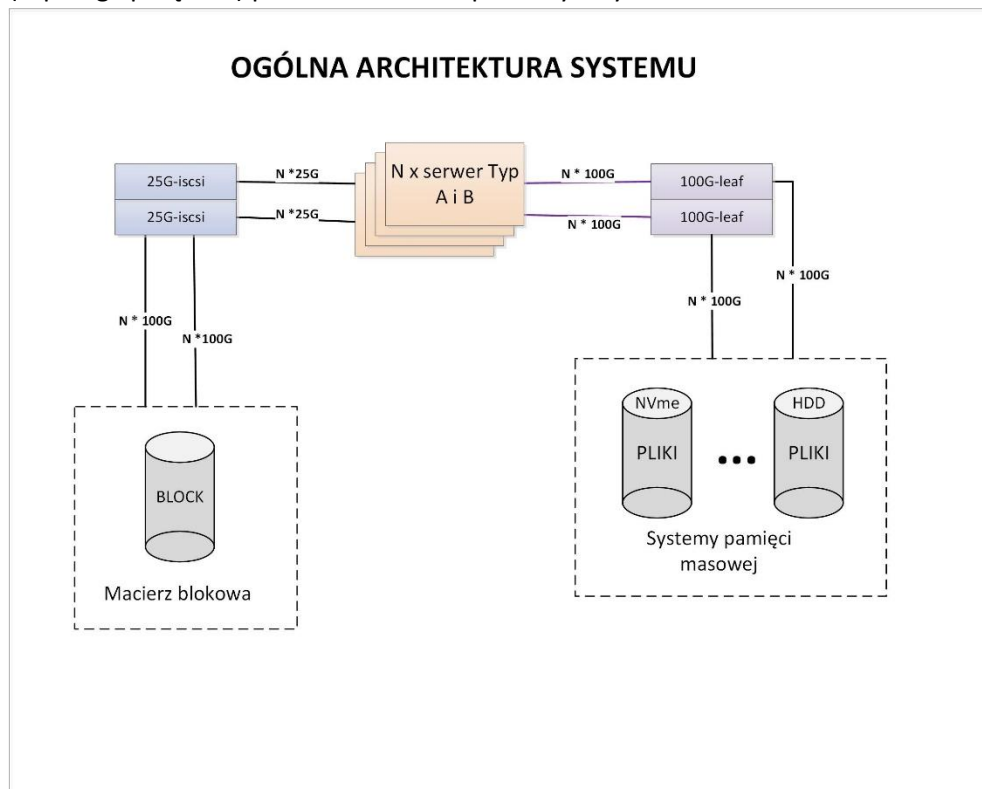 OGÓLNA ARCHITEKTURA SYSTEMU
N x serwer Typ
A i B
25G-iscsi
25G-iscsi
N *25G
N *25G
N * 100G
N * 100G
100G-leaf
100G-leaf
N * 100G
N *100G
N * 100G
N * 100G
BLOCK
Macierz blokowa
NVme
PLIKI
...
HDD
PLIKI
Systemy pamięci
masowej